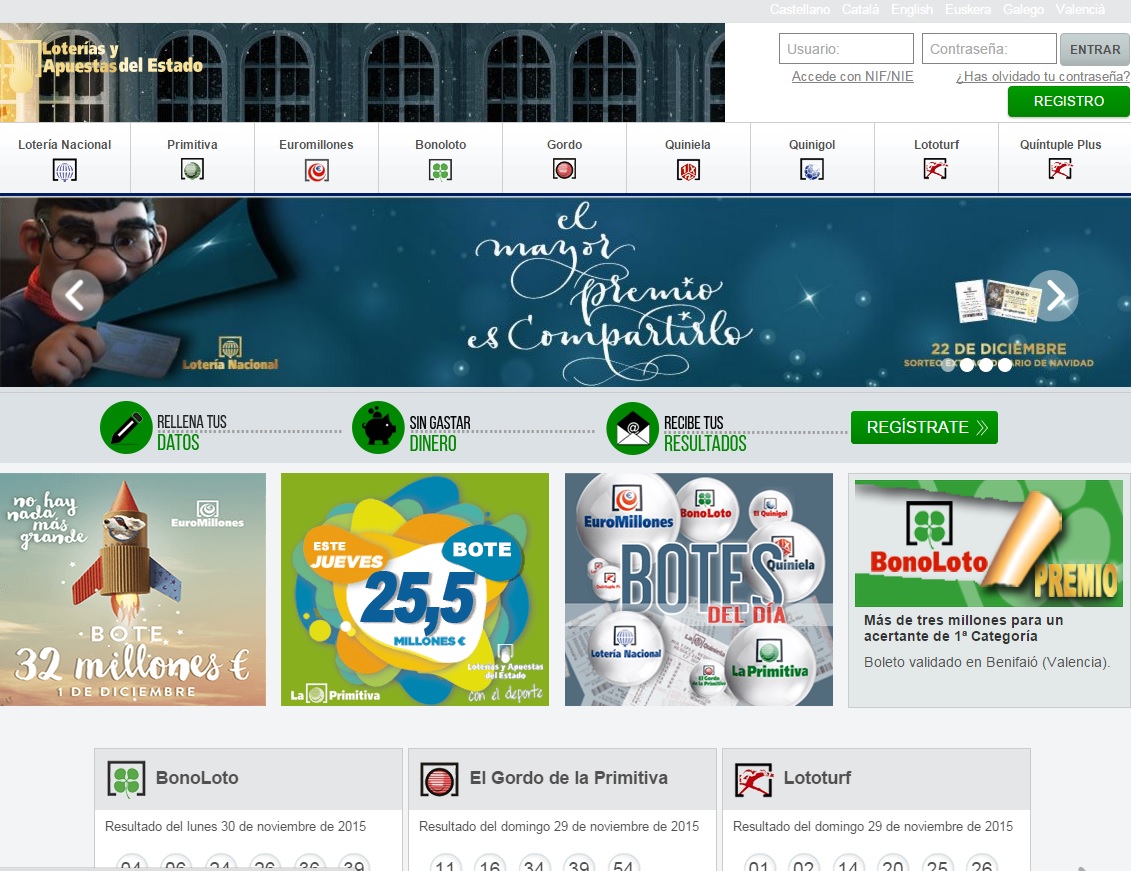 Castellano Català English Euskera Galego Valencià
Loterías y
Apuestas del Estado
Usuario:
Contraseña:
ENTRAR
Accede con NIF/NIE
¿Has olvidado tu contraseña?
REGISTRO
Lotería Nacional
Primitiva
Euromillones
Bonoloto
Gordo
Quiniela
Quinigol
Lototurf
Quíntuple Plus
el
mayor
premio
es Compartirlo
Lotería Nacional
22 DE DICIEMBRE
SORTEO EXTRAORDINARIO DE NAVIDAD
RELLENA TUS
DATOS
SIN GASTAR
DINERO
RECIBE TUS
RESULTADOS
REGÍSTRATE
no hay
nada
más
grande
EuroMillones
BOTE
32 millones €
1 DE DICIEMBRE
ESTE
JUEVES
BOTE
25,5
MILLONES €
Loterías y Apuestas
del Estado
con el deporte
La Primitiva
EuroMillones
BonoLoto
El Quinigol
BOTES
DEL DÍA
Quiniela
Lotería Nacional
La Quiniela
El Gordo
de la Primitiva
La Primitiva
BonoLoto
PREMIO
Más de tres millones para un
acertante de 1ª Categoría
Boleto validado en Benifaió (Valencia).
BonoLoto
Resultado del lunes 30 de noviembre de 2015
04 06 24 26 36 39
El Gordo de la Primitiva
Resultado del domingo 29 de noviembre de 2015
11 16 34 39 54
Lototurf
Resultado del domingo 29 de noviembre de 2015
01 02 14 20 25 26